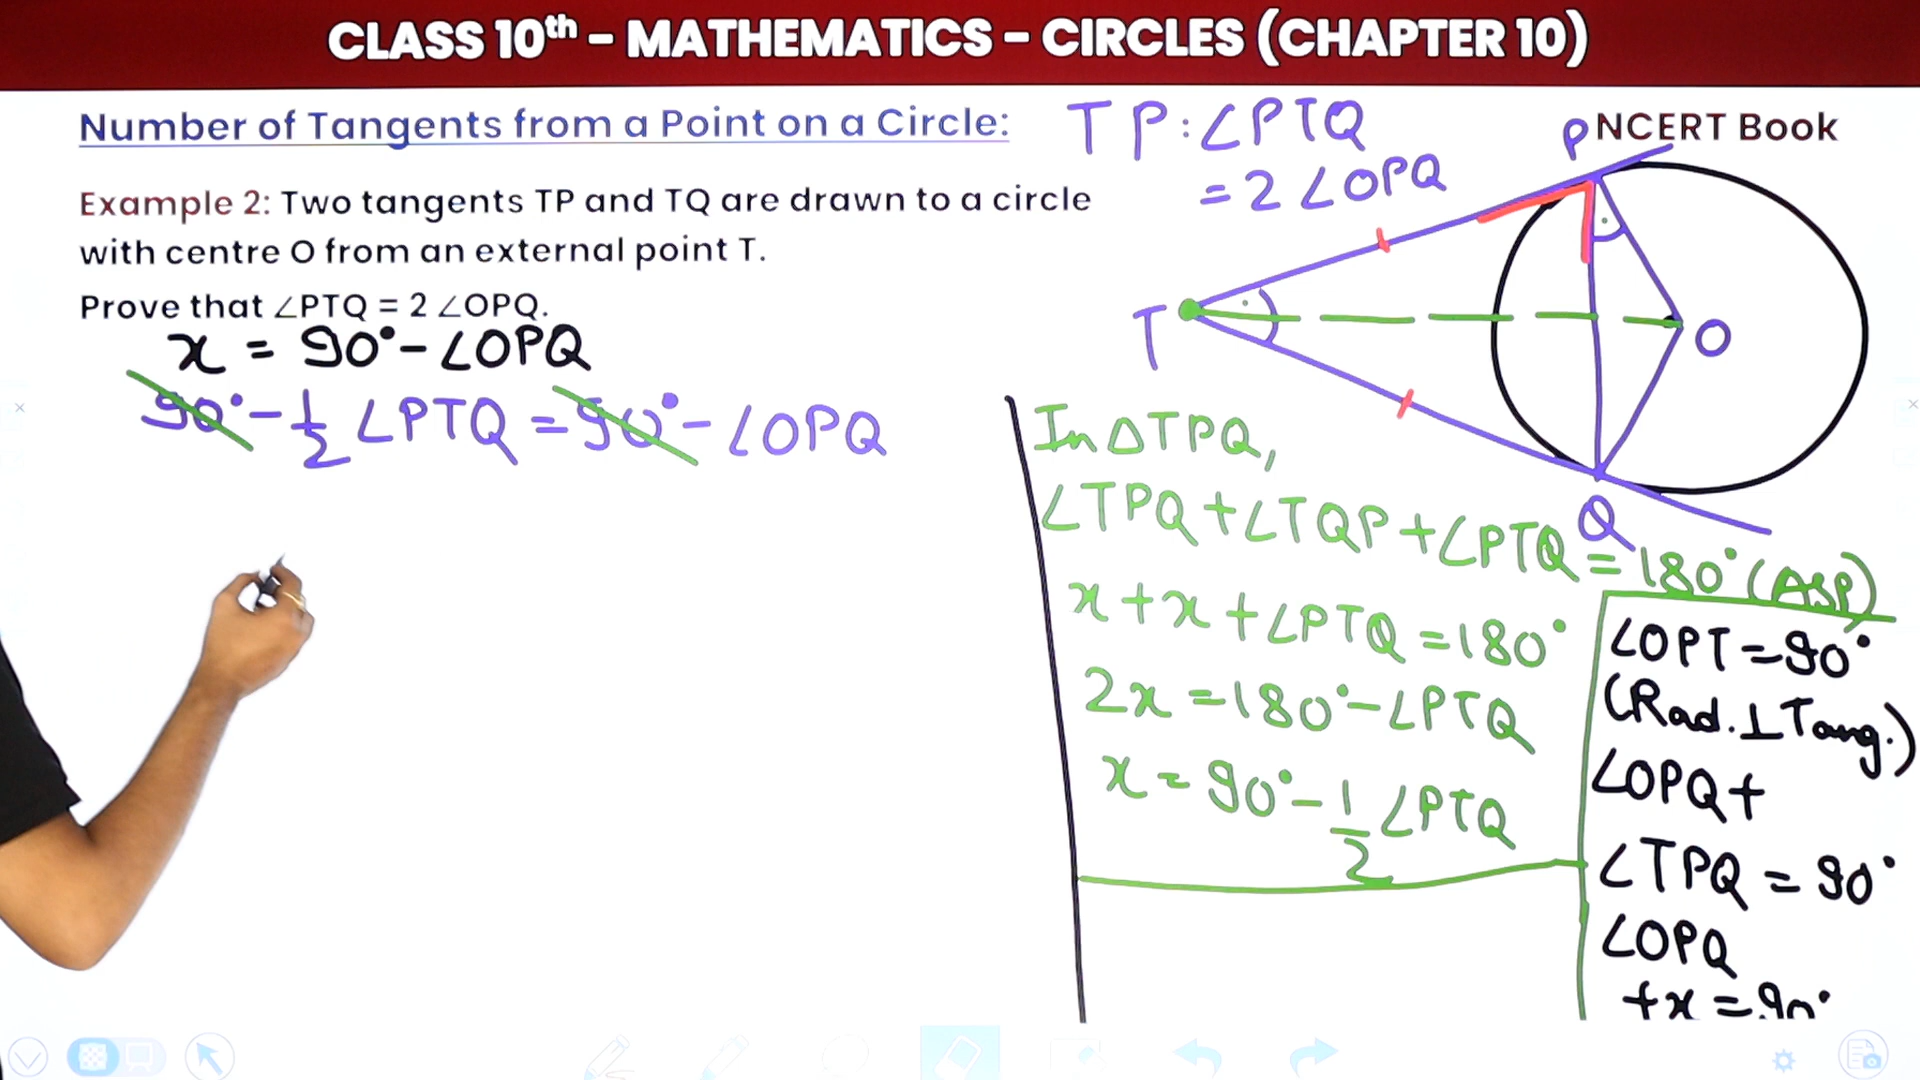 CLASS 10th – MATHEMATICS – CIRCLES (CHAPTER 10)
Number of Tangents from a Point on a Circle:
NCERT Book
Example 2: Two tangents TP and TQ are drawn to a circle
with centre O from an external point T.
Prove that ∠PTQ = 2 ∠OPQ.
x = 90° - ∠OPQ
90° - 1/2 ∠PTQ = 90° - ∠OPQ
TP: ∠PTQ
= 2 ∠OPQ
P
T
O
Q
In △TPQ,
∠TPQ + ∠TQP + ∠PTQ = 180° (ASP)
x + x + ∠PTQ = 180°
2x = 180° - ∠PTQ
x = 90° - 1/2 ∠PTQ
∠OPT = 90°
(Rad. ⊥ Tang.)
∠OPQ +
∠TPQ = 90°
∠OPQ
+ x = 90°